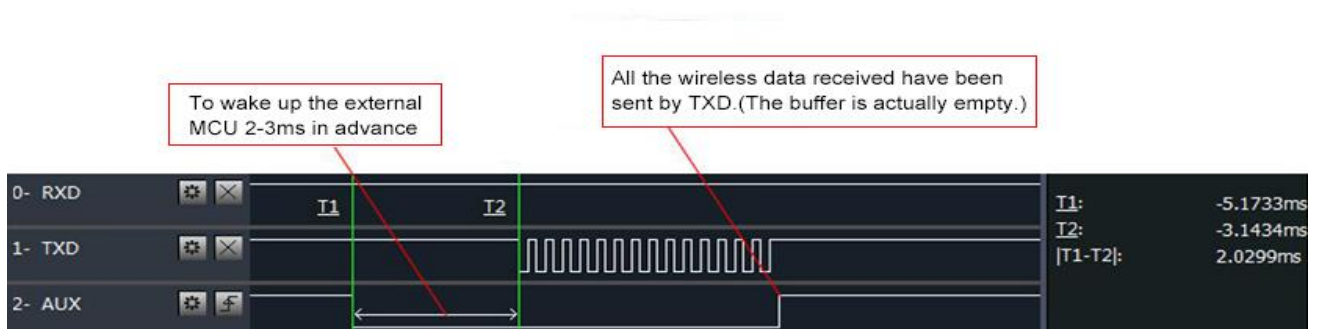 To wake up the external
MCU 2-3ms in advance
All the wireless data received have been
sent by TXD.(The buffer is actually empty.)
0- RXD
T1
T2
1- TXD
2- AUX
T1: -5.1733ms
T2: -3.1434ms
|T1-T2|: 2.0299ms